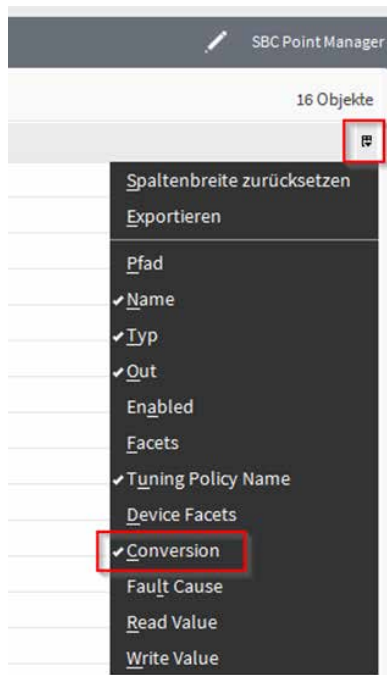 SBC Point Manager
16 Objekte
Spaltenbreite zurücksetzen
Exportieren
Pfad
Name
Typ
Out
Enabled
Facets
Tuning Policy Name
Device Facets
Conversion
Fault Cause
Read Value
Write Value